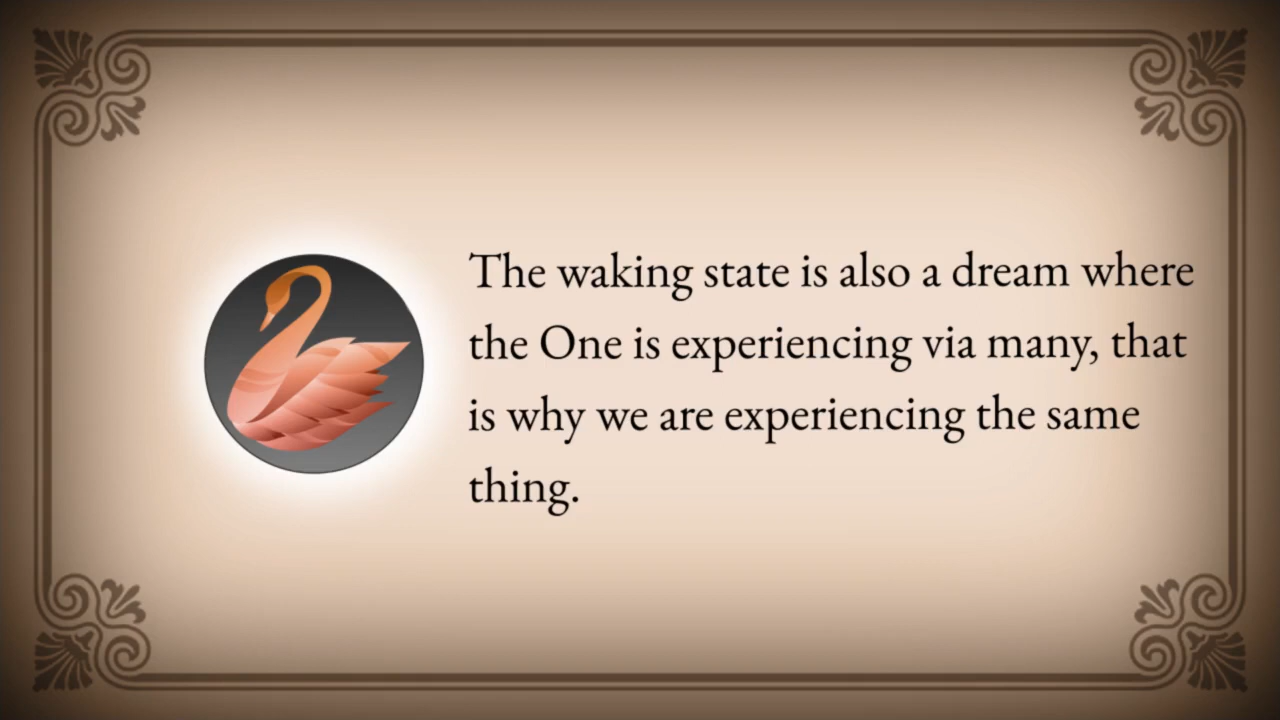 The waking state is also a dream where
the One is experiencing via many, that
is why we are experiencing the same
thing.